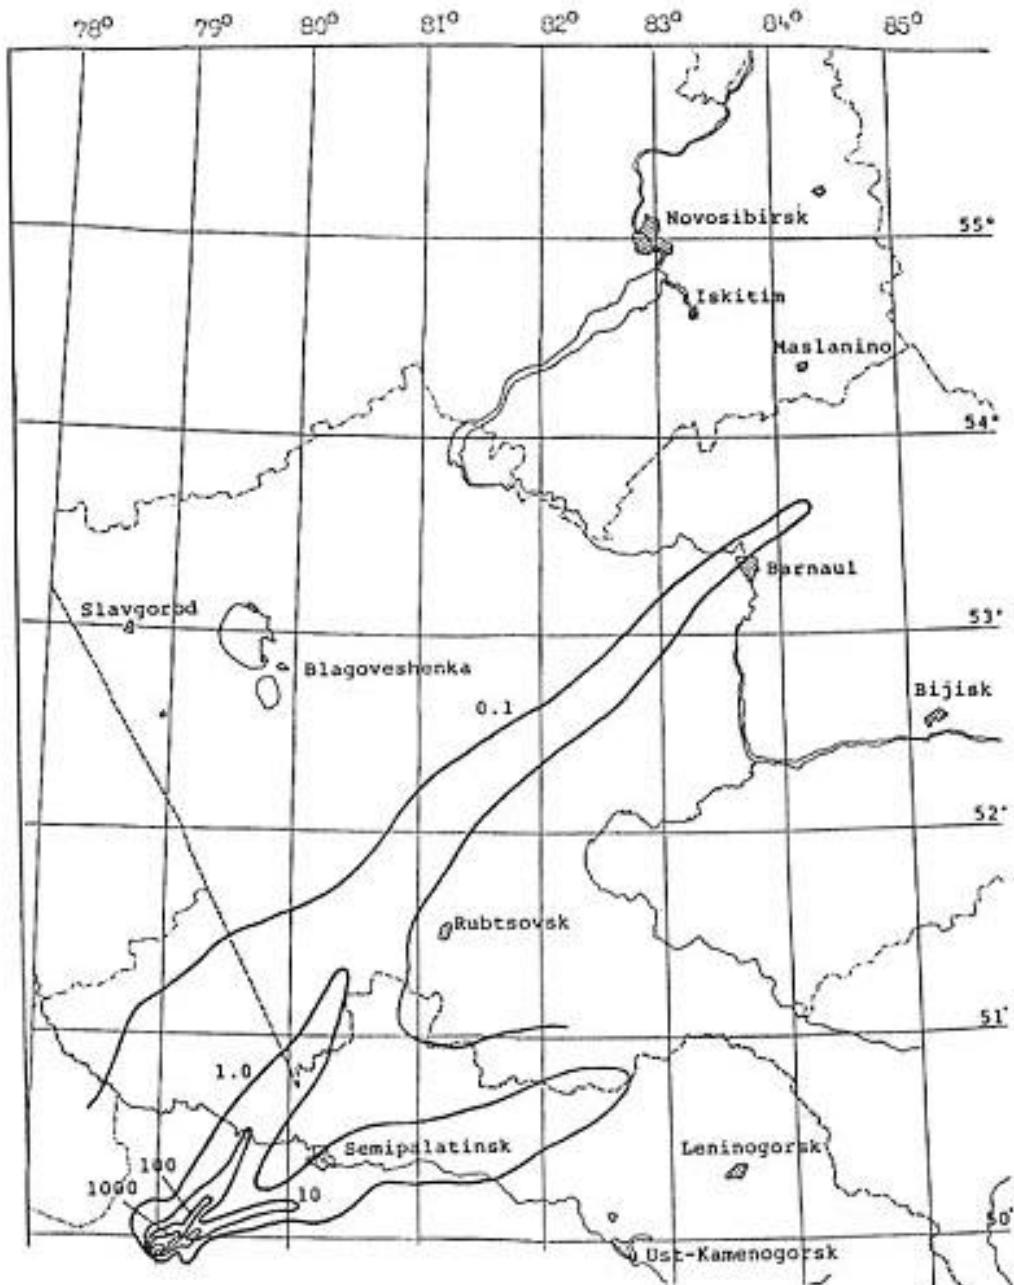 78° 79° 80° 81° 82° 83° 84° 85°
Novosibirsk
55°
Iskitim
Maslanino
54°
Barnaul
Slavgorod
53°
Blagoveshenka
Bijisk
0.1
52°
Rubtsovsk
51°
1.0
Semipalatinsk
Leninogorsk
100
1000
10
50°
Ust-Kamenogorsk